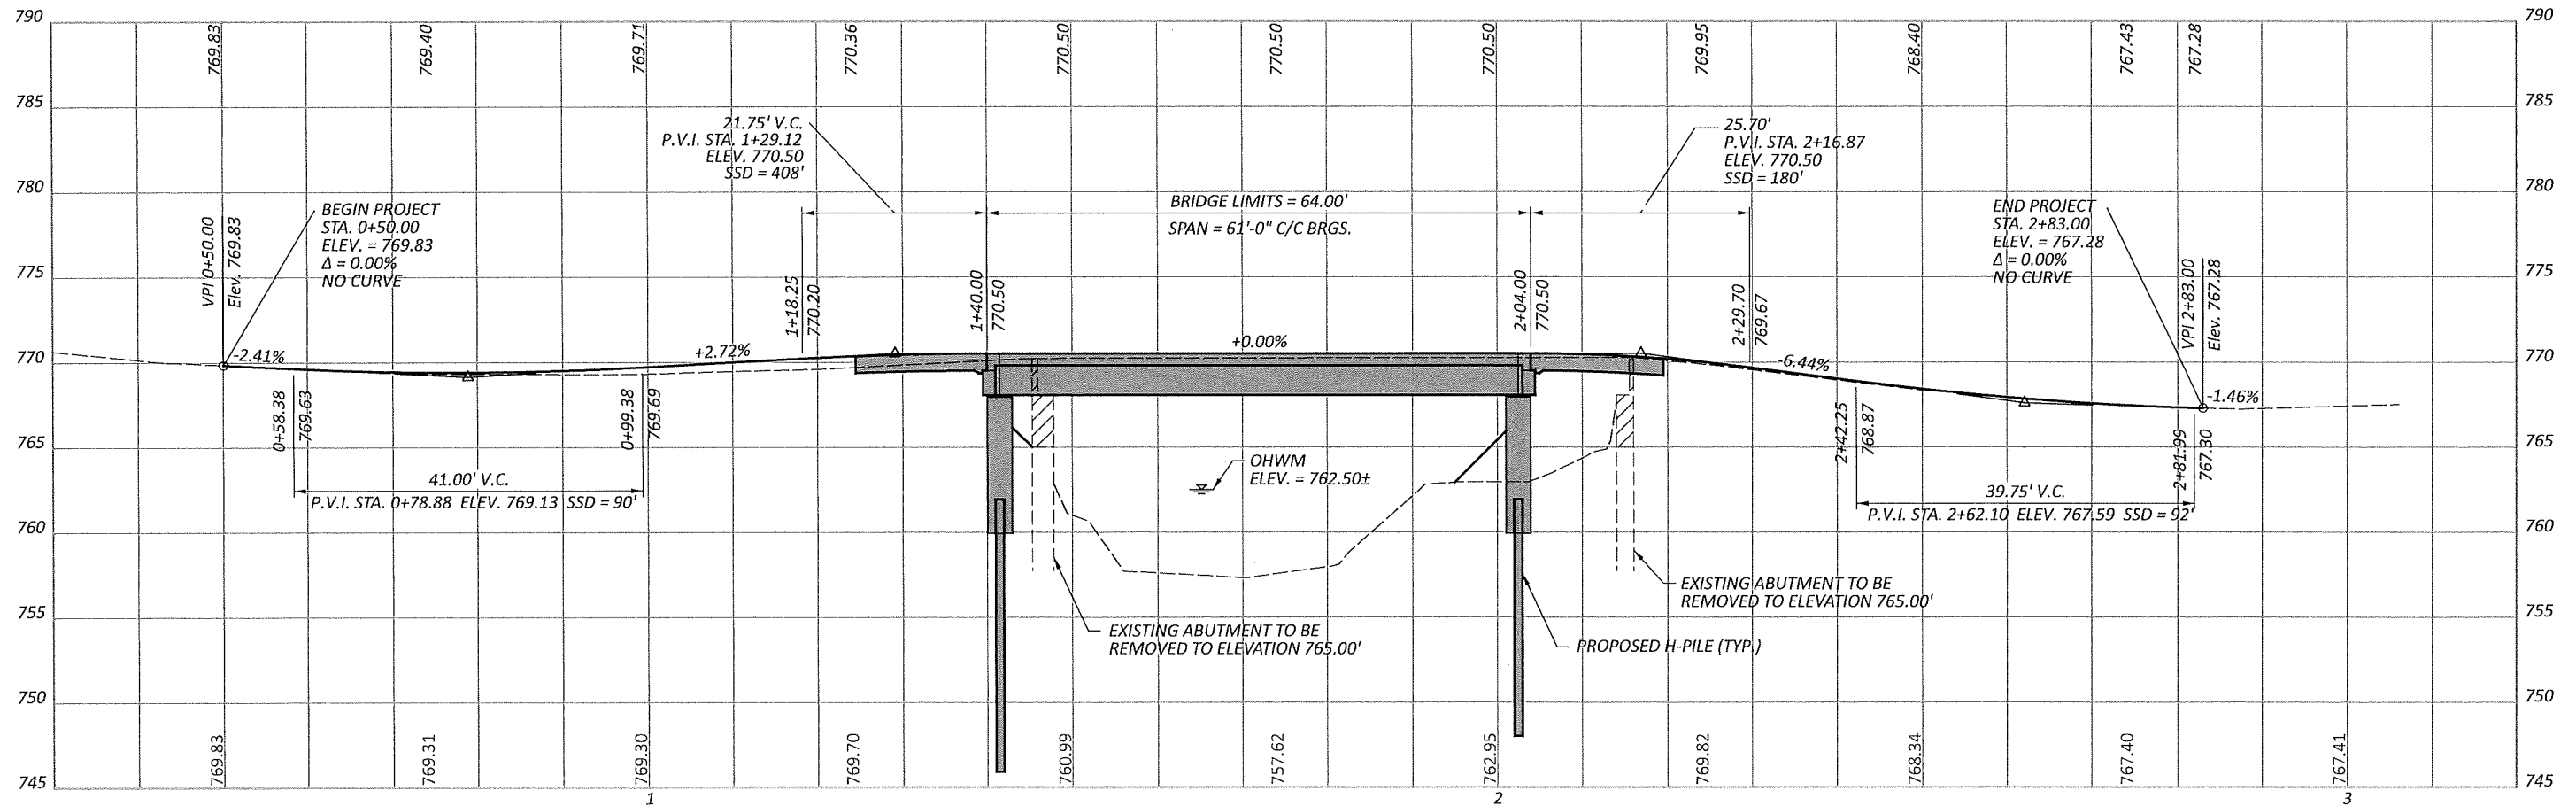 790
769.83
769.40
769.71
770.36
770.50
770.50
770.50
769.95
768.40
767.43
767.28
790
785
785
21.75' V.C.
P.V.I. STA. 1+29.12
ELEV. 770.50
SSD = 408'
25.70'
P.V.I. STA. 2+16.87
ELEV. 770.50
SSD = 180'
780
780
BRIDGE LIMITS = 64.00'
SPAN = 61'-0" C/C BRGS.
VPI 0+50.00
Elev. 769.83
BEGIN PROJECT
STA. 0+50.00
ELEV. = 769.83
Δ = 0.00%
NO CURVE
END PROJECT
STA. 2+83.00
ELEV. = 767.28
Δ = 0.00%
NO CURVE
VPI 2+83.00
Elev. 767.28
775
775
1+18.25
770.20
1+40.00
770.50
2+04.00
770.50
2+29.70
769.67
770
-2.41%
+2.72%
+0.00%
-6.44%
-1.46%
770
0+58.38
769.63
0+99.38
769.69
2+42.25
768.87
2+81.99
767.30
765
765
41.00' V.C.
P.V.I. STA. 0+78.88 ELEV. 769.13 SSD = 90'
OHWM
ELEV. = 762.50±
39.75' V.C.
P.V.I. STA. 2+62.10 ELEV. 767.59 SSD = 92'
760
760
EXISTING ABUTMENT TO BE
REMOVED TO ELEVATION 765.00'
755
755
EXISTING ABUTMENT TO BE
REMOVED TO ELEVATION 765.00'
PROPOSED H-PILE (TYP.)
750
750
769.83
769.31
769.30
769.70
760.99
757.62
762.95
769.82
768.34
767.40
767.41
745
745
1
2
3